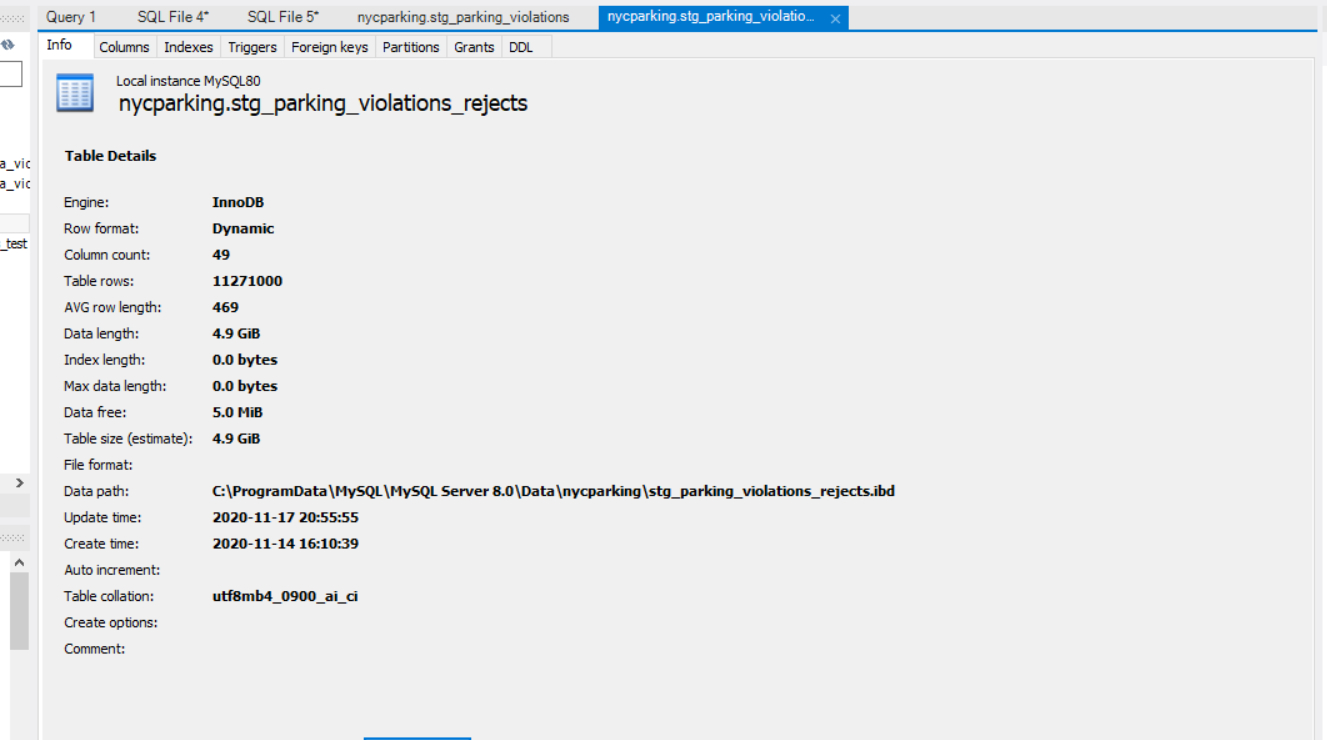 Query 1 SQL File 4* SQL File 5* nycparking.stg_parking_violations nycparking.stg_parking_violatio...
Info Columns Indexes Triggers Foreign keys Partitions Grants DDL
Local instance MySQL80
nycparking.stg_parking_violations_rejects
a_vic
a_vic
_test
Table Details
Engine: InnoDB
Row format: Dynamic
Column count: 49
Table rows: 11271000
AVG row length: 469
Data length: 4.9 GiB
Index length: 0.0 bytes
Max data length: 0.0 bytes
Data free: 5.0 MiB
Table size (estimate): 4.9 GiB
File format:
Data path: C:\ProgramData\MySQL\MySQL Server 8.0\Data\nycparking\stg_parking_violations_rejects.ibd
Update time: 2020-11-17 20:55:55
Create time: 2020-11-14 16:10:39
Auto increment:
Table collation: utf8mb4_0900_ai_ci
Create options:
Comment: